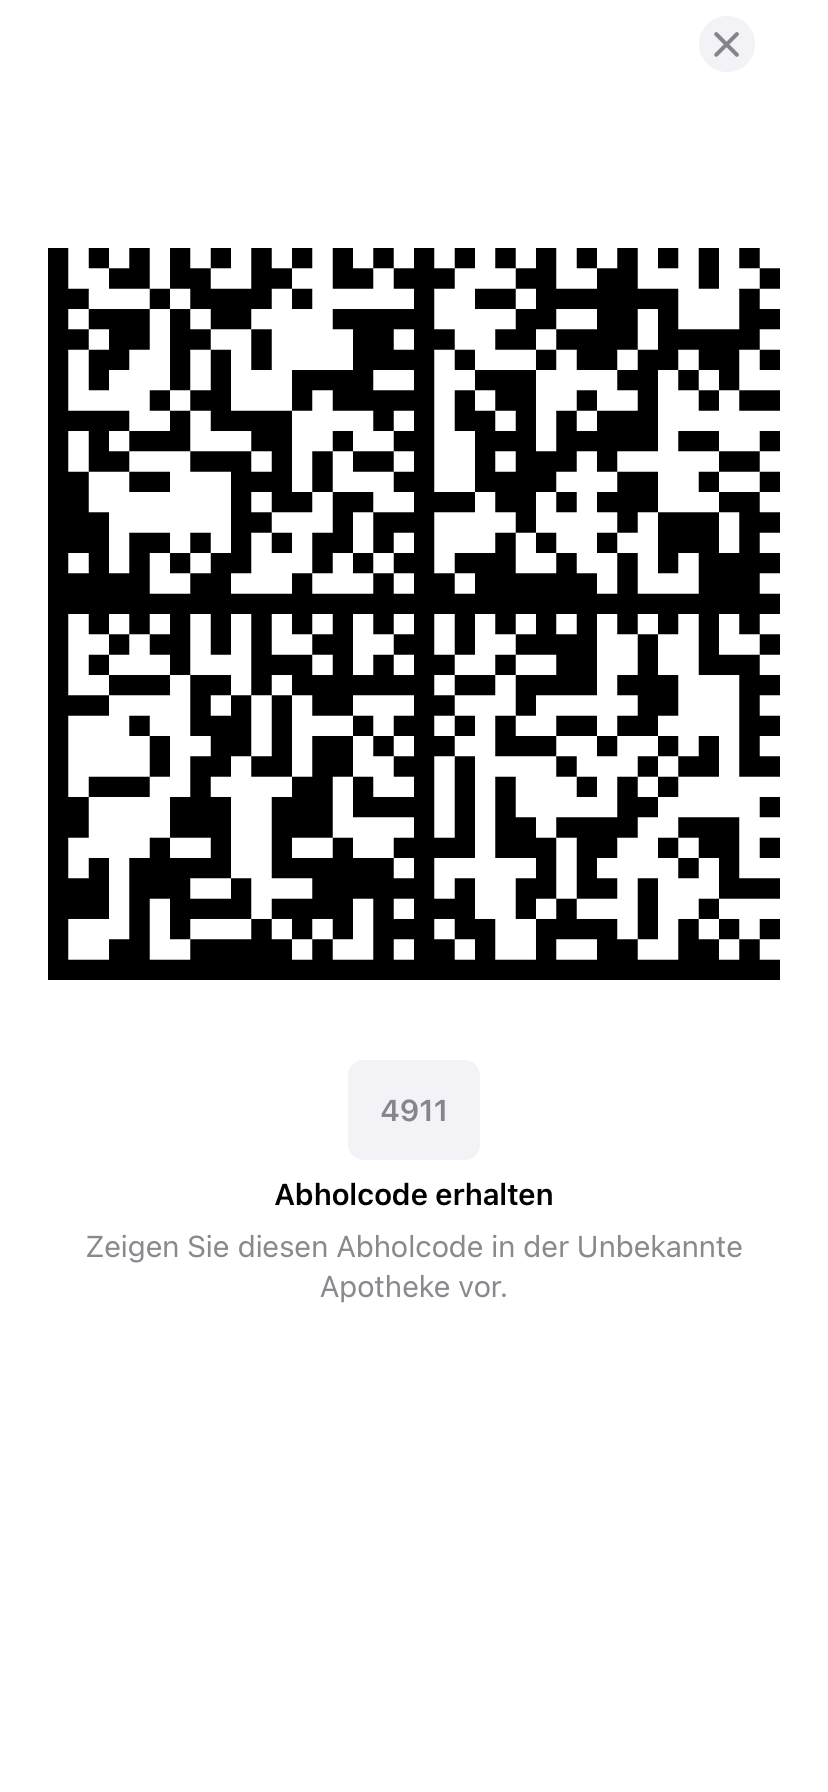 4911
Abholcode erhalten
Zeigen Sie diesen Abholcode in der Unbekannte
Apotheke vor.